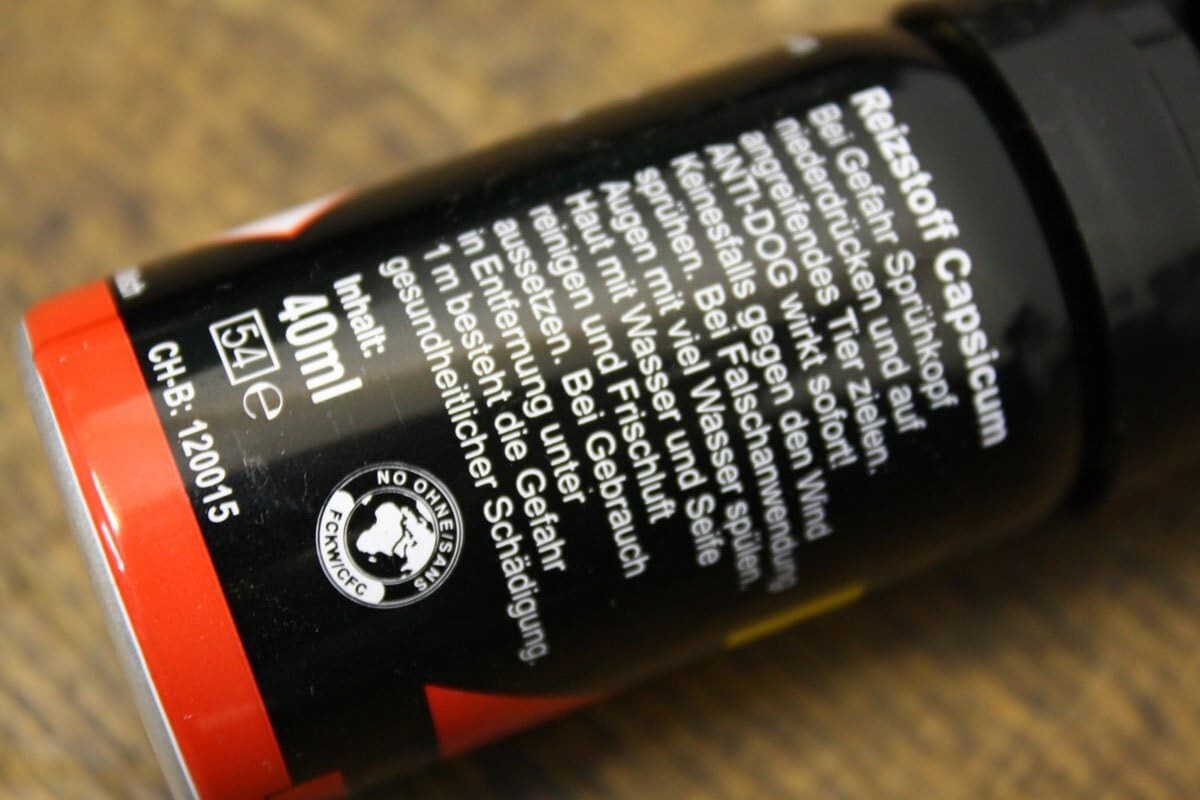 Reizstoff Capsicum
Bei Gefahr Sprühkopf
niederdrücken und auf
angreifendes Tier zielen.
ANTI-DOG wirkt sofort!
Keinesfalls gegen den Wind
sprühen. Bei Falschanwendung
Augen mit viel Wasser spülen,
Haut mit Wasser und Seife
reinigen und Frischluft
aussetzen. Bei Gebrauch
in Entfernung unter
1 m besteht die Gefahr
gesundheitlicher Schädigung.
Inhalt:
40ml
54 e
NO OHNE/SANS
FCKW/CFC
CH-B: 120015